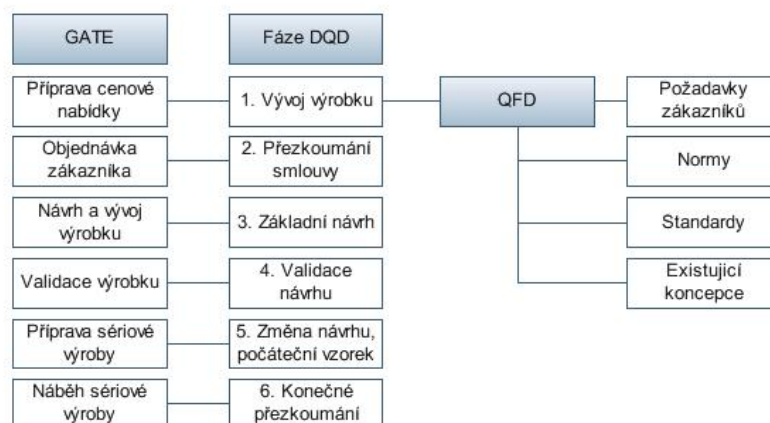 GATE
Fáze DQD
Příprava cenové
nabídky
1. Vývoj výrobku
QFD
Požadavky
zákazníků
Objednávka
zákazníka
2. Přezkoumání
smlouvy
Normy
Návrh a vývoj
výrobku
3. Základní návrh
Standardy
Validace výrobku
4. Validace
návrhu
Existujicí
koncepce
Příprava sériové
výroby
5. Změna návrhu,
počáteční vzorek
Náběh sériové
výroby
6. Konečné
přezkoumání